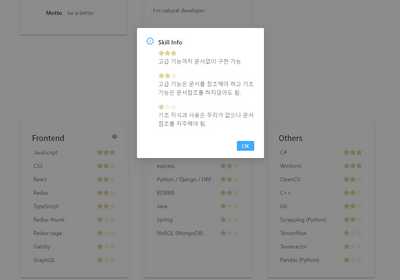 Motto be a better
For natural developer
Skill Info
고급 기능까지 문서없이 구현 가능
고급 기능은 문서를 참조해야 하고 기초
기능은 문서참조를 하지않아도 됨.
기초 지식과 사용은 무리가 없으나 문서
참조를 자주해야 됨.
OK
Frontend
JavaScript
CSS
React
Redux
TypeScript
Redux-thunk
Redux-saga
Gatsby
GraphQL
express
Python / Django / DRF
RDBMS
Java
Spring
NoSQL (MongoDB)
Others
C#
Winform
OpenCV
C++
Git
Scrapping (Python)
Tensorflow
Tesseract
Pandas (Python)